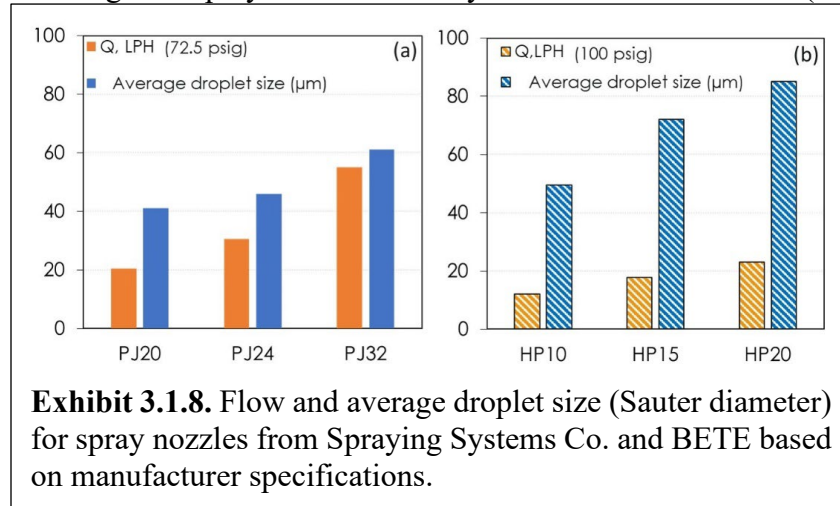 100
80
60
40
20
0
Q, LPH (72.5 psig)
Average droplet size (µm)
(a)
PJ20 PJ24 PJ32
100
80
60
40
20
0
Q,LPH (100 psig)
Average droplet size (µm)
(b)
HP10 HP15 HP20
Exhibit 3.1.8. Flow and average droplet size (Sauter diameter)
for spray nozzles from Spraying Systems Co. and BETE based
on manufacturer specifications.